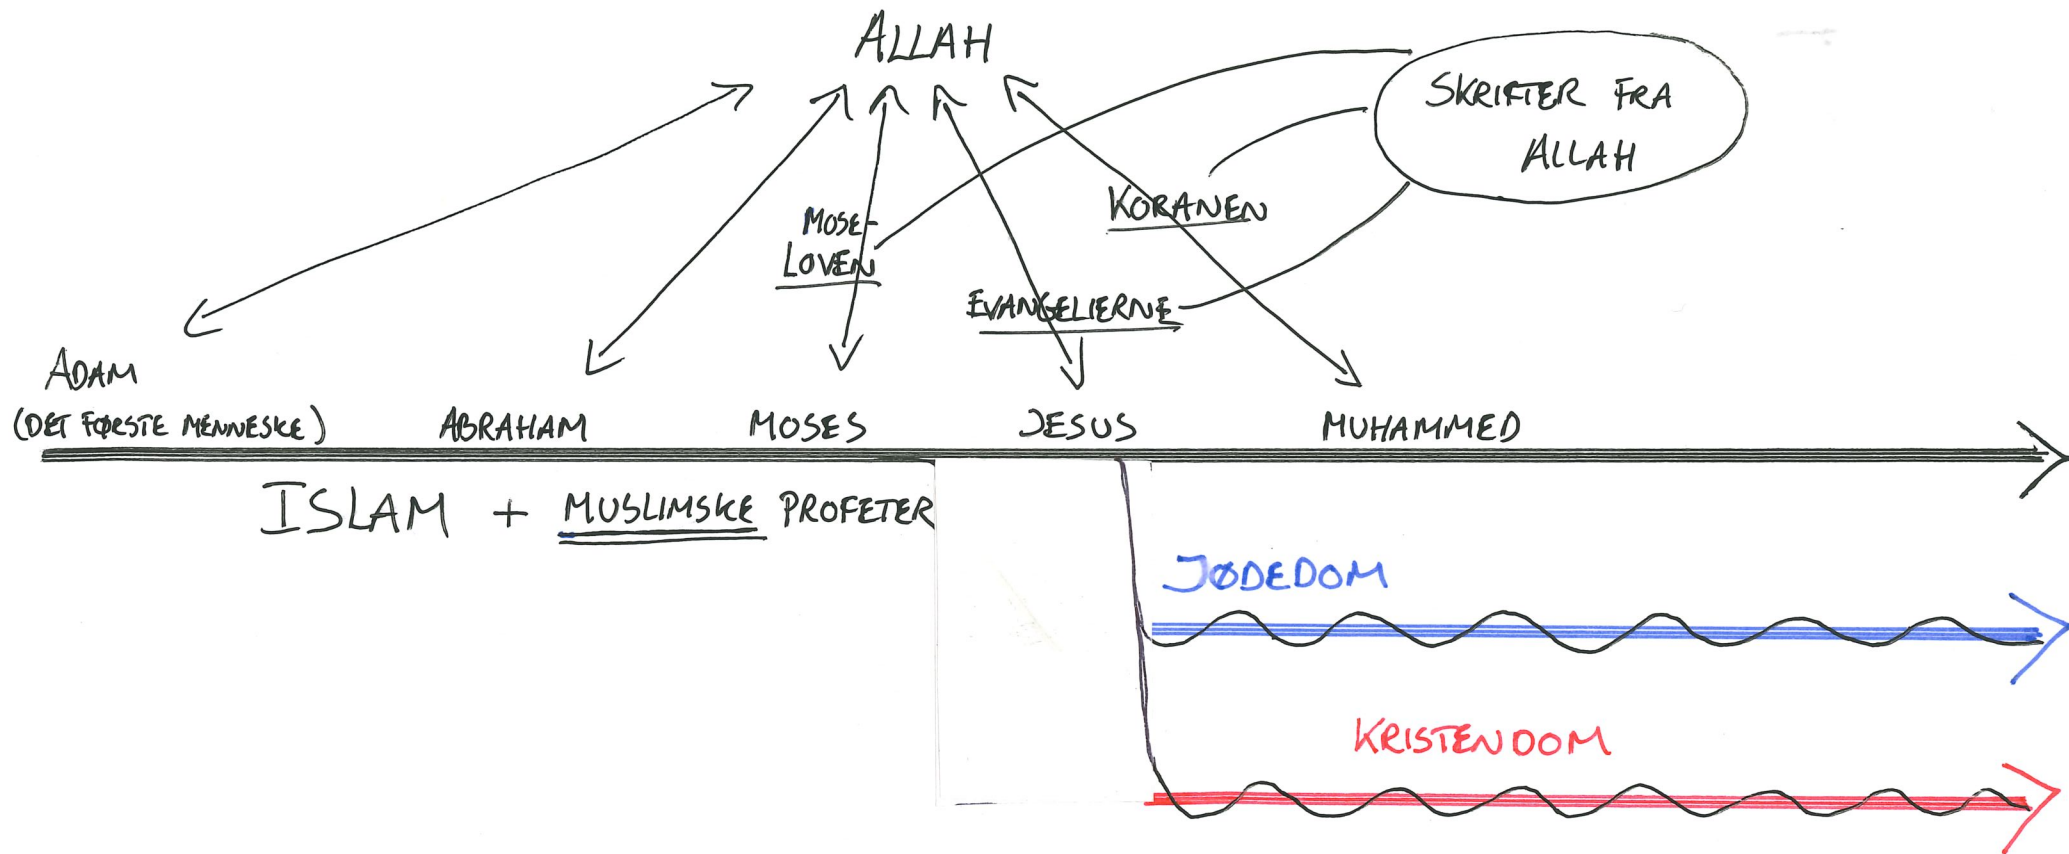 ALLAH
SKRIFTER FRA
ALLAH
MOSE-
LOVEN
KORANEN
EVANGELIERNE
ADAM
(DET FØRSTE MENNESKE)
ABRAHAM
MOSES
JESUS
MUHAMMED
ISLAM + MUSLIMSKE PROFETER
JØDEDOM
KRISTENDOM